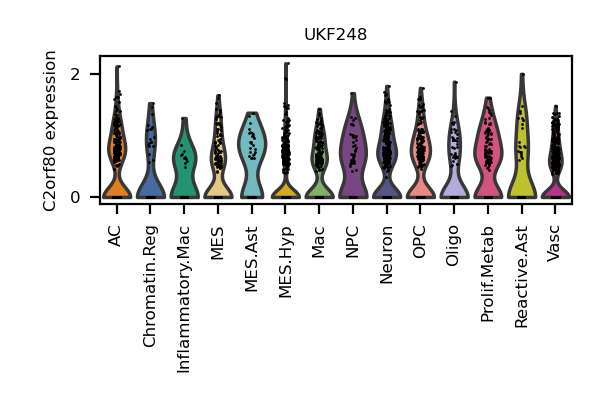 UKF248
C2orf80 expression
2
0
AC
Chromatin.Reg
Inflammatory.Mac
MES
MES.Ast
MES.Hyp
Mac
NPC
Neuron
OPC
Oligo
Prolif.Metab
Reactive.Ast
Vasc